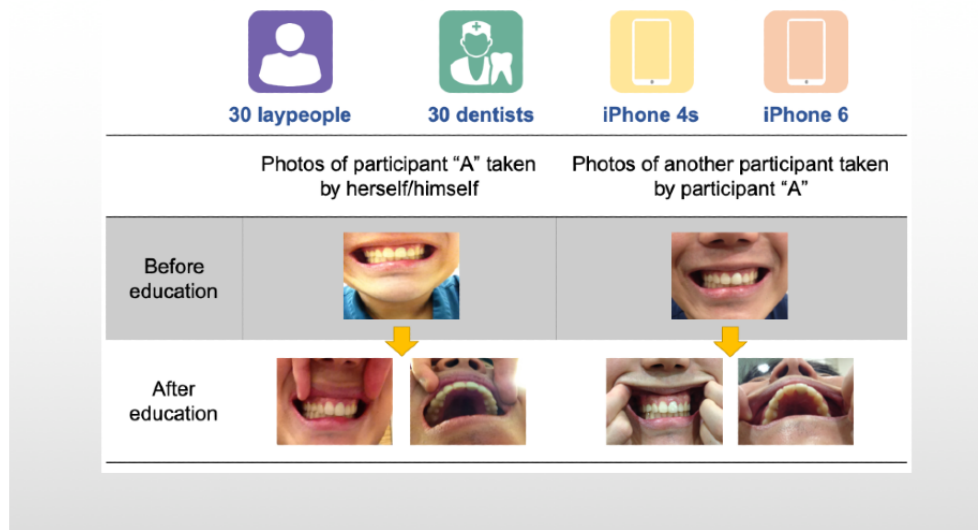 30 laypeople
30 dentists
iPhone 4s
iPhone 6
Photos of participant “A” taken
by herself/himself
Photos of another participant taken
by participant “A”
Before
education
After
education